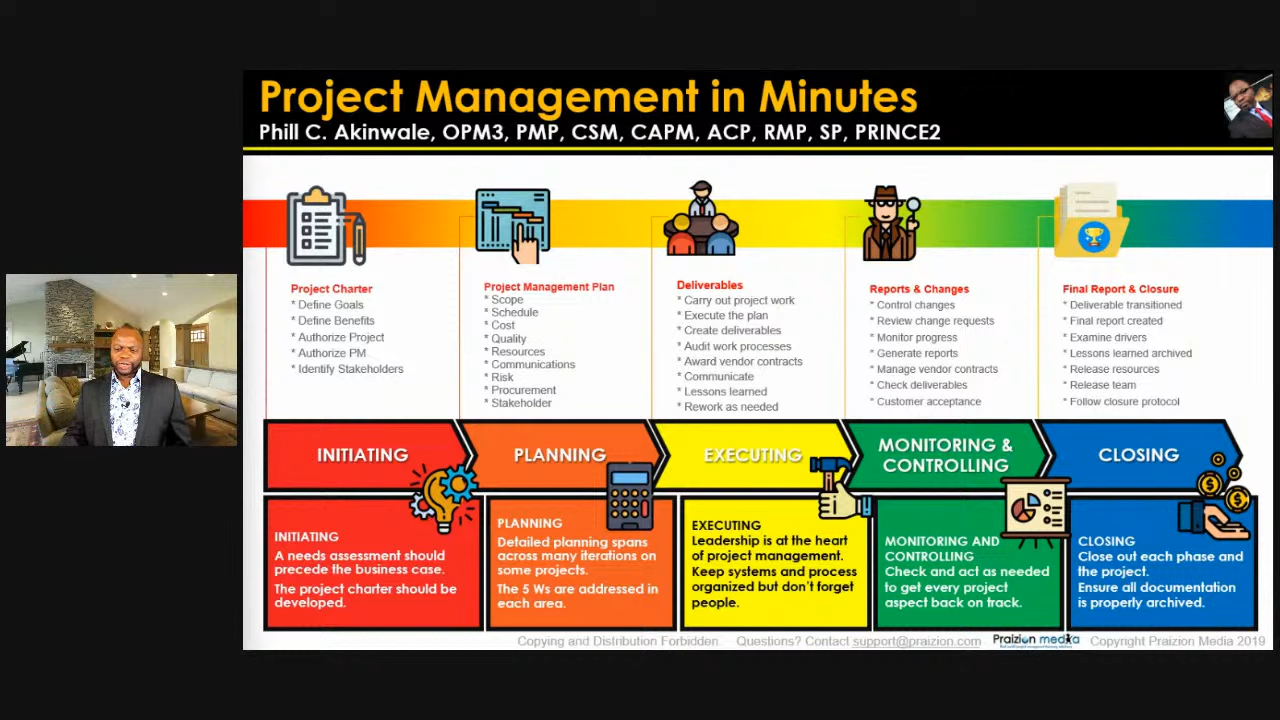 Project Management in Minutes
Phill C. Akinwale, OPM3, PMP, CSM, CAPM, ACP, RMP, SP, PRINCE2
Project Charter
* Define Goals
* Define Benefits
* Authorize Project
* Authorize PM
* Identify Stakeholders
Project Management Plan
* Scope
* Schedule
* Cost
* Quality
* Resources
* Communications
* Risk
* Procurement
* Stakeholder
Deliverables
* Carry out project work
* Execute the plan
* Create deliverables
* Audit work processes
* Award vendor contracts
* Communicate
* Lessons learned
* Rework as needed
Reports & Changes
* Control changes
* Review change requests
* Monitor progress
* Generate reports
* Manage vendor contracts
* Check deliverables
* Customer acceptance
Final Report & Closure
* Deliverable transitioned
* Final report created
* Examine drivers
* Lessons learned archived
* Release resources
* Release team
* Follow closure protocol
INITIATING
PLANNING
EXECUTING
MONITORING &
CONTROLLING
CLOSING
INITIATING
A needs assessment should
precede the business case.
The project charter should be
developed.
PLANNING
Detailed planning spans
across many iterations on
some projects.
The 5 Ws are addressed in
each area.
EXECUTING
Leadership is at the heart
of project management.
Keep systems and process
organized but don't forget
people.
MONITORING AND
CONTROLLING
Check and act as needed
to get every project
aspect back on track.
CLOSING
Close out each phase and
the project.
Ensure all documentation
is properly archived.
Copying and Distribution Forbidden. Questions? Contact support@praizion.com Praizion media Copyright Praizion Media 2019